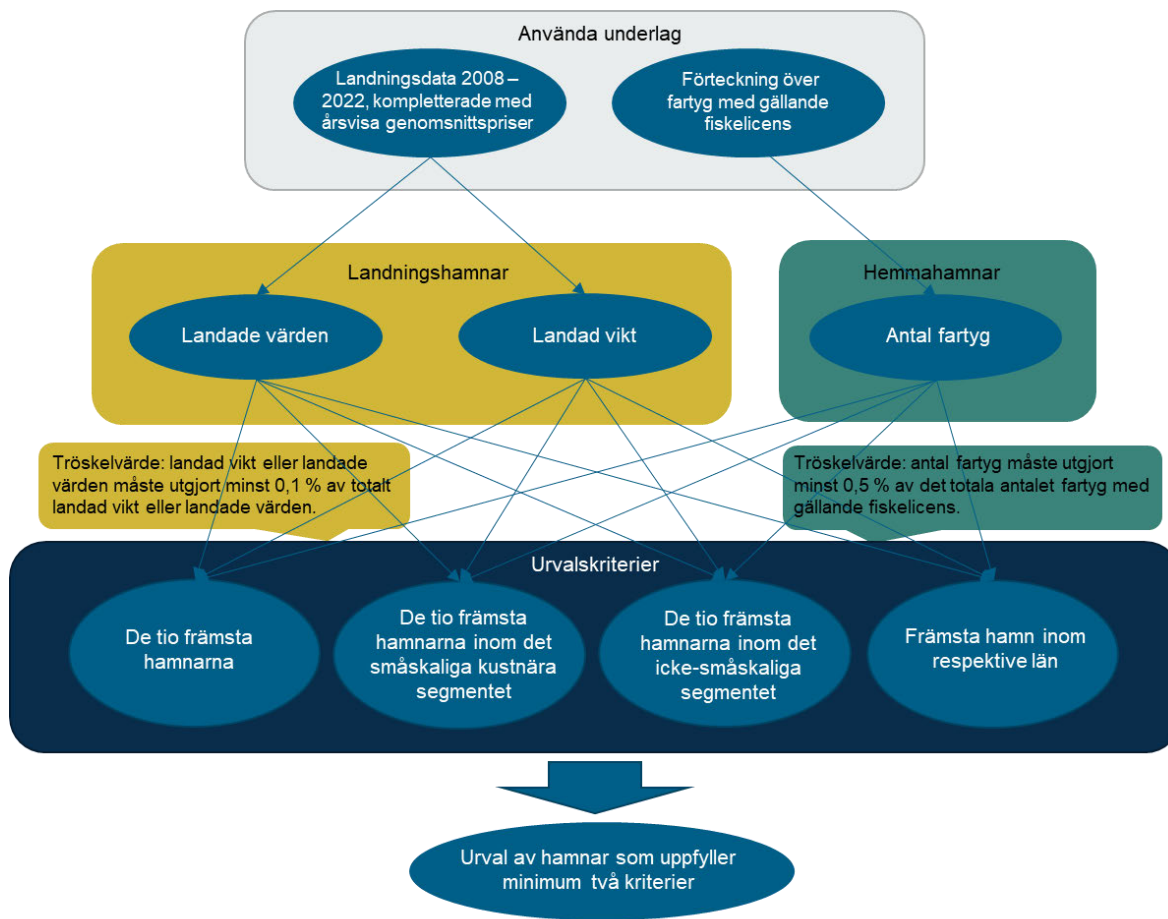 Använda underlag
Landningsdata 2008 –
2022, kompletterade med
årsvisa genomsnittspriser
Förteckning över
fartyg med gällande
fiskelicens
Landningshamnar
Hemmahamnar
Landade värden
Landad vikt
Antal fartyg
Tröskelvärde: landad vikt eller landade
värden måste utgjort minst 0,1 % av totalt
landad vikt eller landade värden.
Tröskelvärde: antal fartyg måste utgjort
minst 0,5 % av det totala antalet fartyg med
gällande fiskelicens.
Urvalskriterier
De tio främsta
hamnarna
De tio främsta
hamnarna inom det
småskaliga kustnära
segmentet
De tio främsta
hamnarna inom det
icke-småskaliga
segmentet
Främsta hamn inom
respektive län
Urval av hamnar som uppfyller
minimum två kriterier